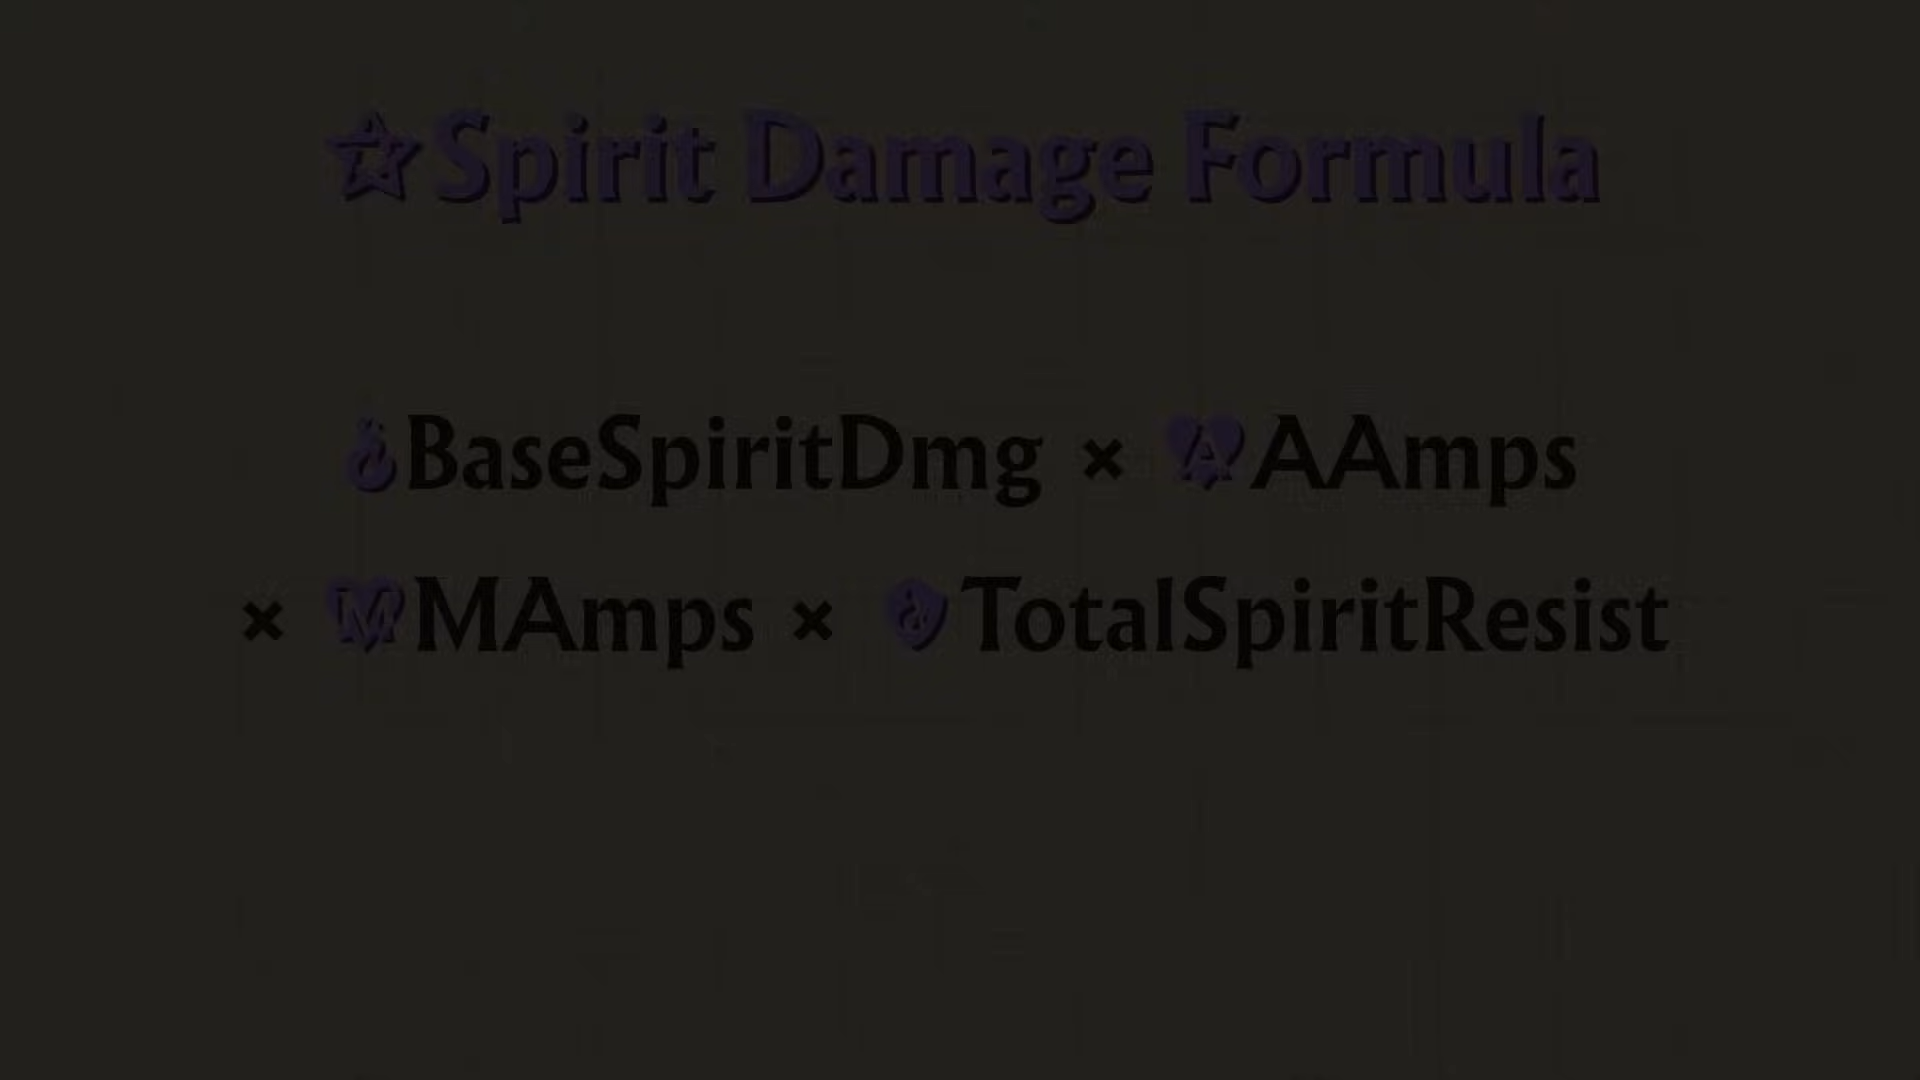 ☆Spirit Damage Formula
BaseSpiritDmg × A AAmps
× M MAmps × TotalSpiritResist